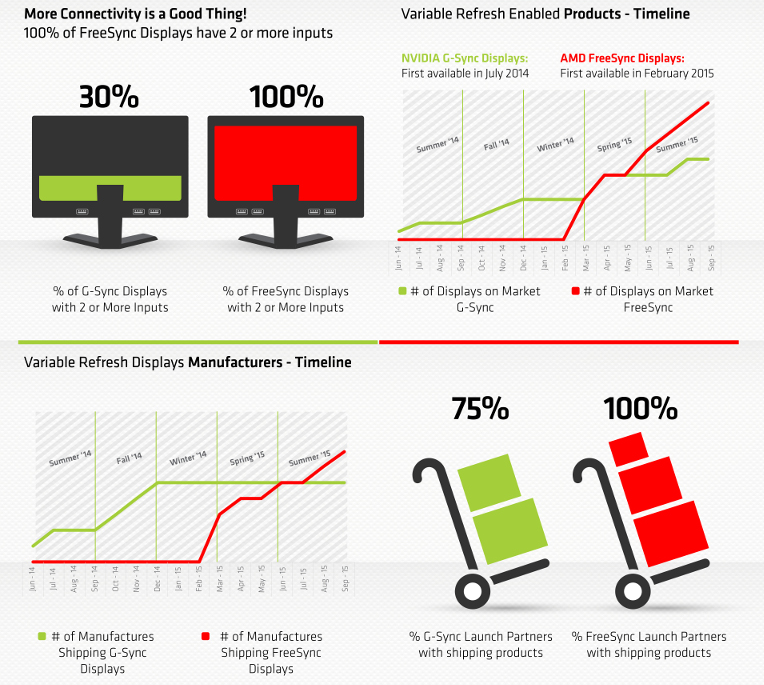 More Connectivity is a Good Thing!
100% of FreeSync Displays have 2 or more inputs
30%
100%
% of G-Sync Displays
with 2 or More Inputs
% of FreeSync Displays
with 2 or More Inputs
Variable Refresh Enabled Products - Timeline
NVIDIA G-Sync Displays:
First available in July 2014
AMD FreeSync Displays:
First available in February 2015
Summer '14
Fall '14
Winter '14
Spring '15
Summer '15
Jun - 14
Jul - 14
Aug - 14
Sep - 14
Oct - 14
Nov - 14
Dec - 14
Jan - 15
Feb - 15
Mar - 15
Apr - 15
May - 15
Jun - 15
Jul - 15
Aug - 15
Sep - 15
# of Displays on Market
G-Sync
# of Displays on Market
FreeSync
Variable Refresh Displays Manufacturers - Timeline
Summer '14
Fall '14
Winter '14
Spring '15
Summer '15
Jun - 14
Jul - 14
Aug - 14
Sep - 14
Oct - 14
Nov - 14
Dec - 14
Jan - 15
Feb - 15
Mar - 15
Apr - 15
May - 15
Jun - 15
Jul - 15
Aug - 15
Sep - 15
# of Manufactures
Shipping G-Sync
Displays
# of Manufactures
Shipping FreeSync
Displays
75%
100%
% G-Sync Launch Partners
with shipping products
% FreeSync Launch Partners
with shipping products